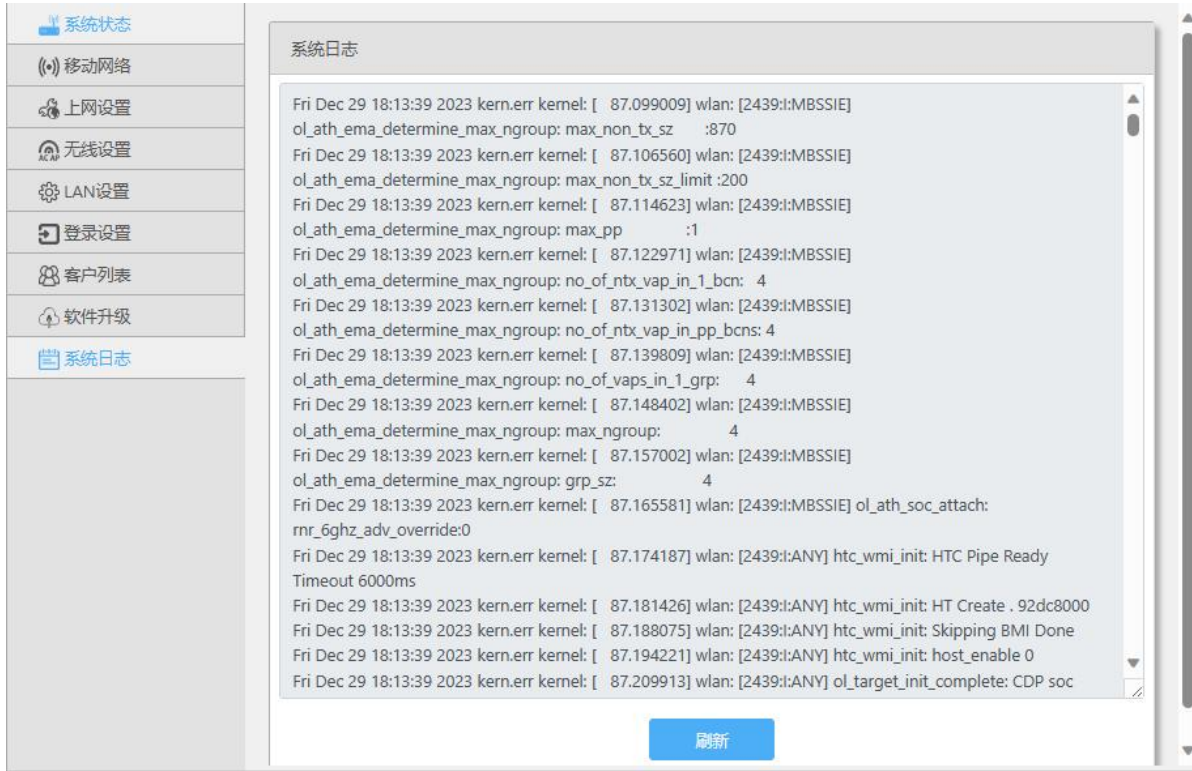 系统状态
移动网络
上网设置
无线设置
LAN设置
登录设置
客户列表
软件升级
系统日志
系统日志
Fri Dec 29 18:13:39 2023 kern.err kernel: [   87.099009] wlan: [2439:I:MBSSIE]
ol_ath_ema_determine_max_ngroup: max_non_tx_sz      :870
Fri Dec 29 18:13:39 2023 kern.err kernel: [   87.106560] wlan: [2439:I:MBSSIE]
ol_ath_ema_determine_max_ngroup: max_non_tx_sz_limit :200
Fri Dec 29 18:13:39 2023 kern.err kernel: [   87.114623] wlan: [2439:I:MBSSIE]
ol_ath_ema_determine_max_ngroup: max_pp             :1
Fri Dec 29 18:13:39 2023 kern.err kernel: [   87.122971] wlan: [2439:I:MBSSIE]
ol_ath_ema_determine_max_ngroup: no_of_ntx_vap_in_1_bcn:   4
Fri Dec 29 18:13:39 2023 kern.err kernel: [   87.131302] wlan: [2439:I:MBSSIE]
ol_ath_ema_determine_max_ngroup: no_of_ntx_vap_in_pp_bcns: 4
Fri Dec 29 18:13:39 2023 kern.err kernel: [   87.139809] wlan: [2439:I:MBSSIE]
ol_ath_ema_determine_max_ngroup: no_of_vaps_in_1_grp:      4
Fri Dec 29 18:13:39 2023 kern.err kernel: [   87.148402] wlan: [2439:I:MBSSIE]
ol_ath_ema_determine_max_ngroup: max_ngroup:               4
Fri Dec 29 18:13:39 2023 kern.err kernel: [   87.157002] wlan: [2439:I:MBSSIE]
ol_ath_ema_determine_max_ngroup: grp_sz:                   4
Fri Dec 29 18:13:39 2023 kern.err kernel: [   87.165581] wlan: [2439:I:MBSSIE] ol_ath_soc_attach:
rnr_6ghz_adv_override:0
Fri Dec 29 18:13:39 2023 kern.err kernel: [   87.174187] wlan: [2439:I:ANY] htc_wmi_init: HTC Pipe Ready
Timeout 6000ms
Fri Dec 29 18:13:39 2023 kern.err kernel: [   87.181426] wlan: [2439:I:ANY] htc_wmi_init: HT Create . 92dc8000
Fri Dec 29 18:13:39 2023 kern.err kernel: [   87.188075] wlan: [2439:I:ANY] htc_wmi_init: Skipping BMI Done
Fri Dec 29 18:13:39 2023 kern.err kernel: [   87.194221] wlan: [2439:I:ANY] htc_wmi_init: host_enable 0
Fri Dec 29 18:13:39 2023 kern.err kernel: [   87.209913] wlan: [2439:I:ANY] ol_target_init_complete: CDP soc
刷新